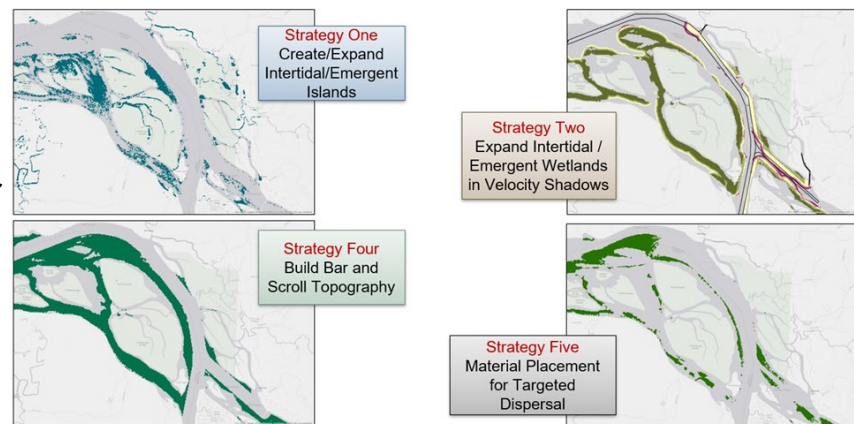 Strategy One
Create/Expand
Intertidal/Emergent
Islands
Strategy Two
Expand Intertidal /
Emergent Wetlands
in Velocity Shadows
Strategy Four
Build Bar and
Scroll Topography
Strategy Five
Material Placement
for Targeted
Dispersal